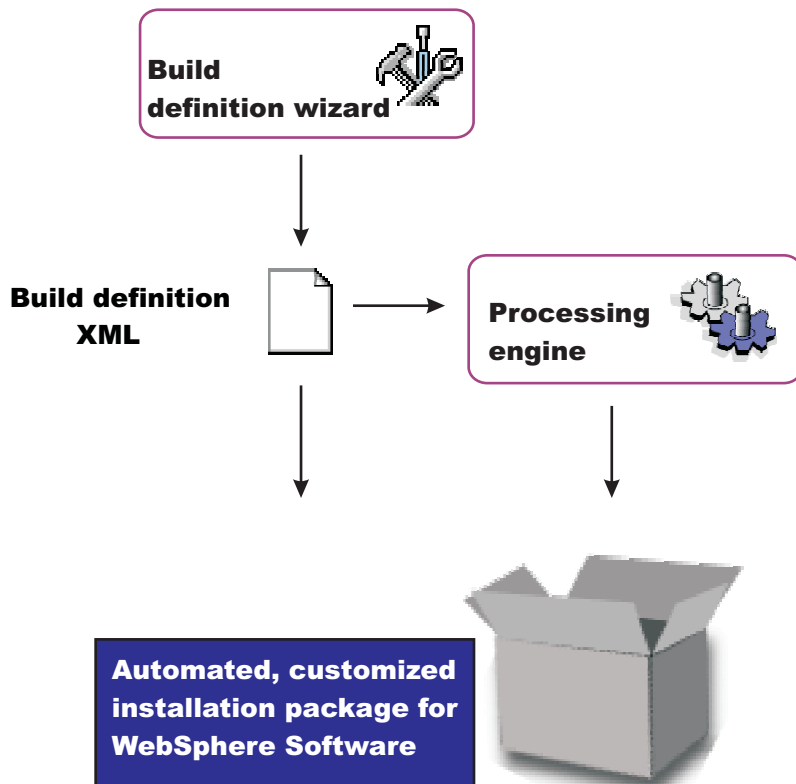 Build
definition wizard
Build definition
XML
Processing
engine
Automated, customized
installation package for
WebSphere Software